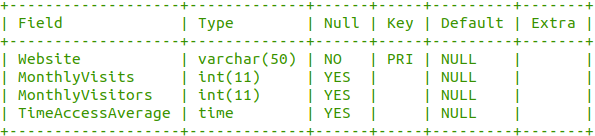 +------------------+-------------+------+-----+---------+-------+
| Field            | Type        | Null | Key | Default | Extra |
+------------------+-------------+------+-----+---------+-------+
| Website          | varchar(50) | NO   | PRI | NULL    |       |
| MonthlyVisits    | int(11)     | YES  |     | NULL    |       |
| MonthlyVisitors  | int(11)     | YES  |     | NULL    |       |
| TimeAccessAverage | time        | YES  |     | NULL    |       |
+------------------+-------------+------+-----+---------+-------+